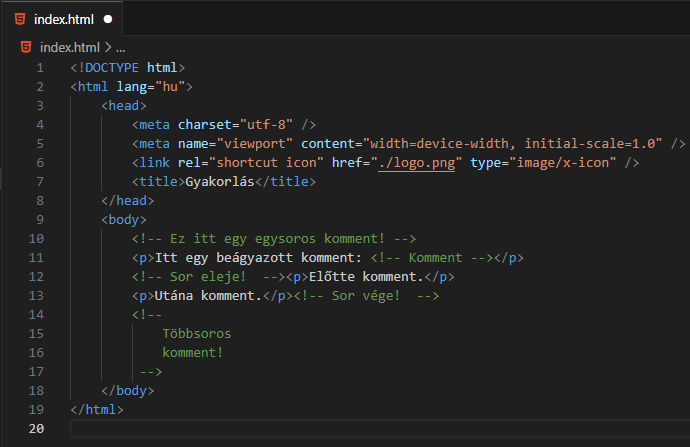 index.html
index.html > ...
1 <!DOCTYPE html>
2 <html lang="hu">
3 <head>
4 <meta charset="utf-8" />
5 <meta name="viewport" content="width=device-width, initial-scale=1.0" />
6 <link rel="shortcut icon" href="./logo.png" type="image/x-icon" />
7 <title>Gyakorlás</title>
8 </head>
9 <body>
10 <!-- Ez itt egy egysoros komment! -->
11 <p>Itt egy beágyazott komment: <!-- Komment --></p>
12 <!-- Sor eleje!  --><p>Előtte komment.</p>
13 <p>Utána komment.</p><!-- Sor vége!  -->
14 <!--
15 Többsoros
16 komment!
17 -->
18 </body>
19 </html>
20